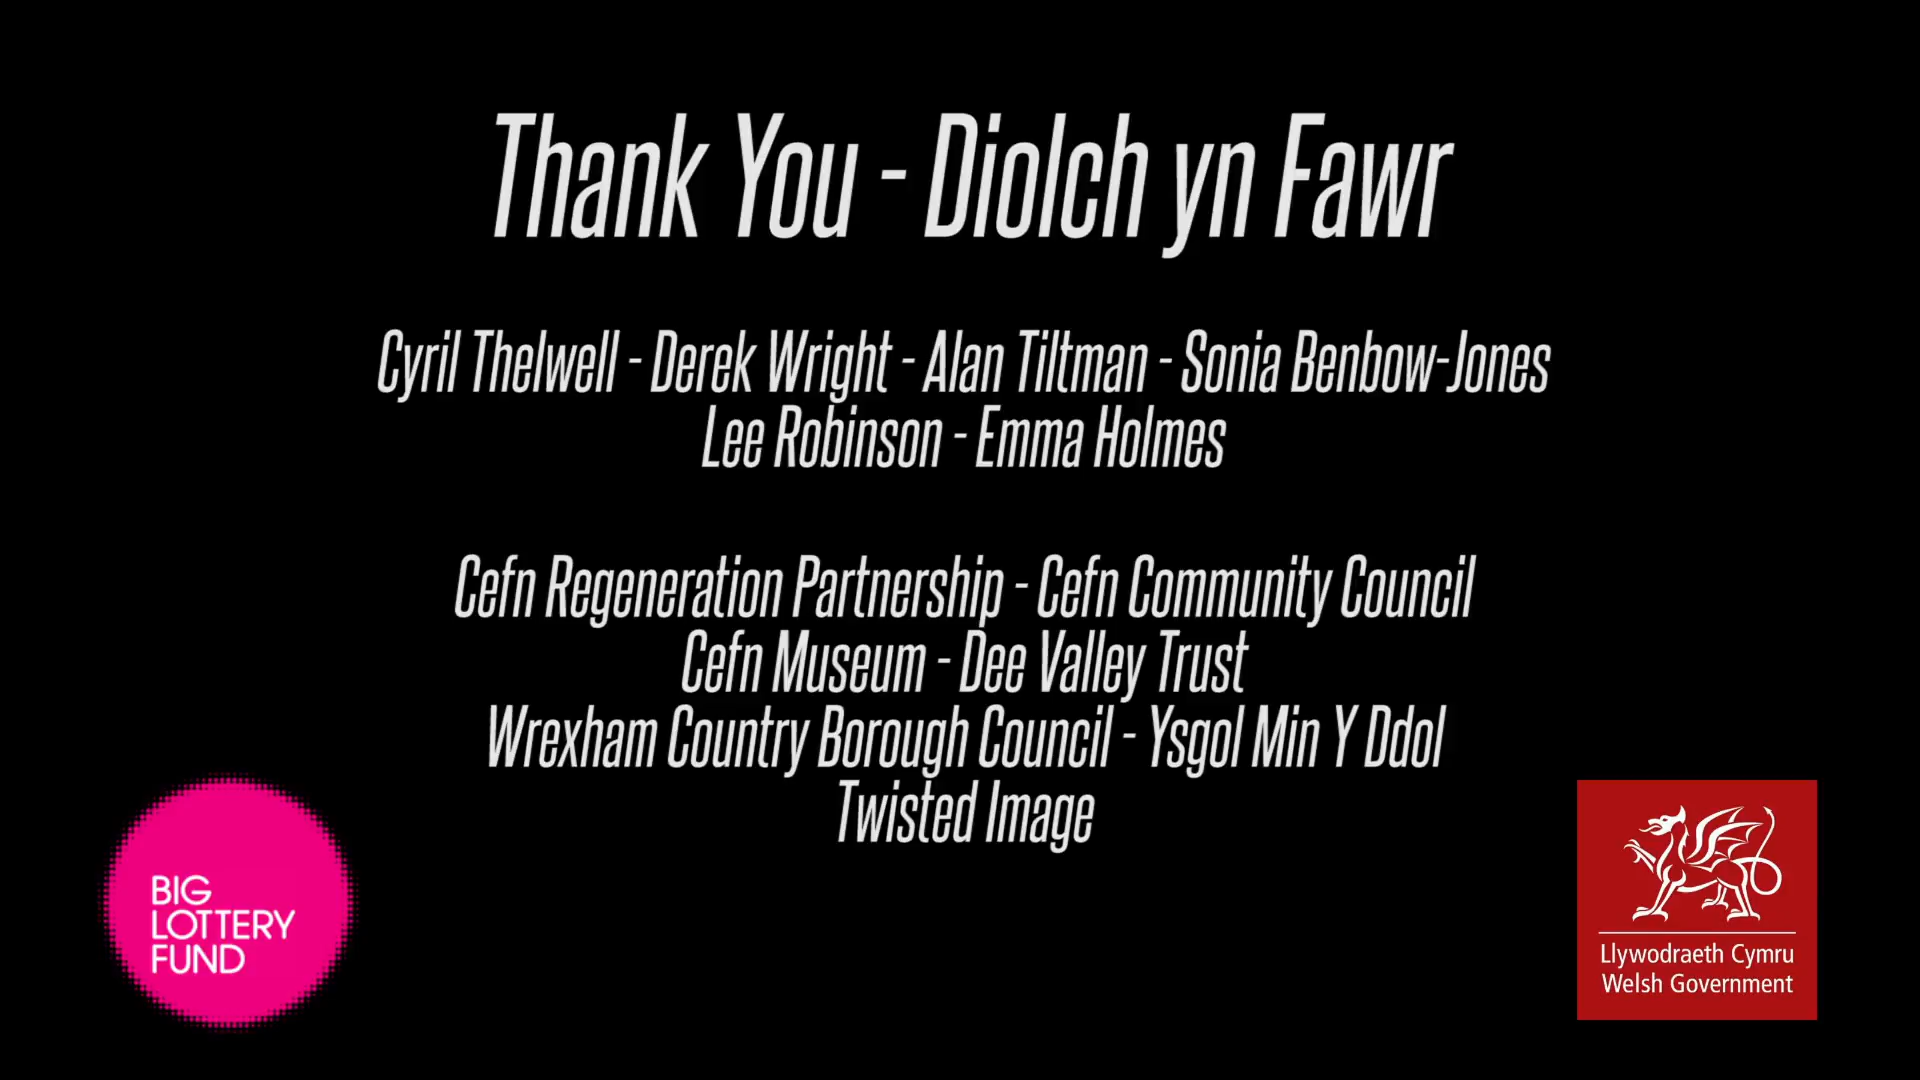 Thank You - Diolch yn Fawr
Cyril Thelwell - Derek Wright - Alan Tiltman - Sonia Benbow-Jones
Lee Robinson - Emma Holmes
Cefn Regeneration Partnership - Cefn Community Council
Cefn Museum - Dee Valley Trust
Wrexham Country Borough Council - Ysgol Min Y Ddol
Twisted Image
BIG
LOTTERY
FUND
Llywodraeth Cymru
Welsh Government